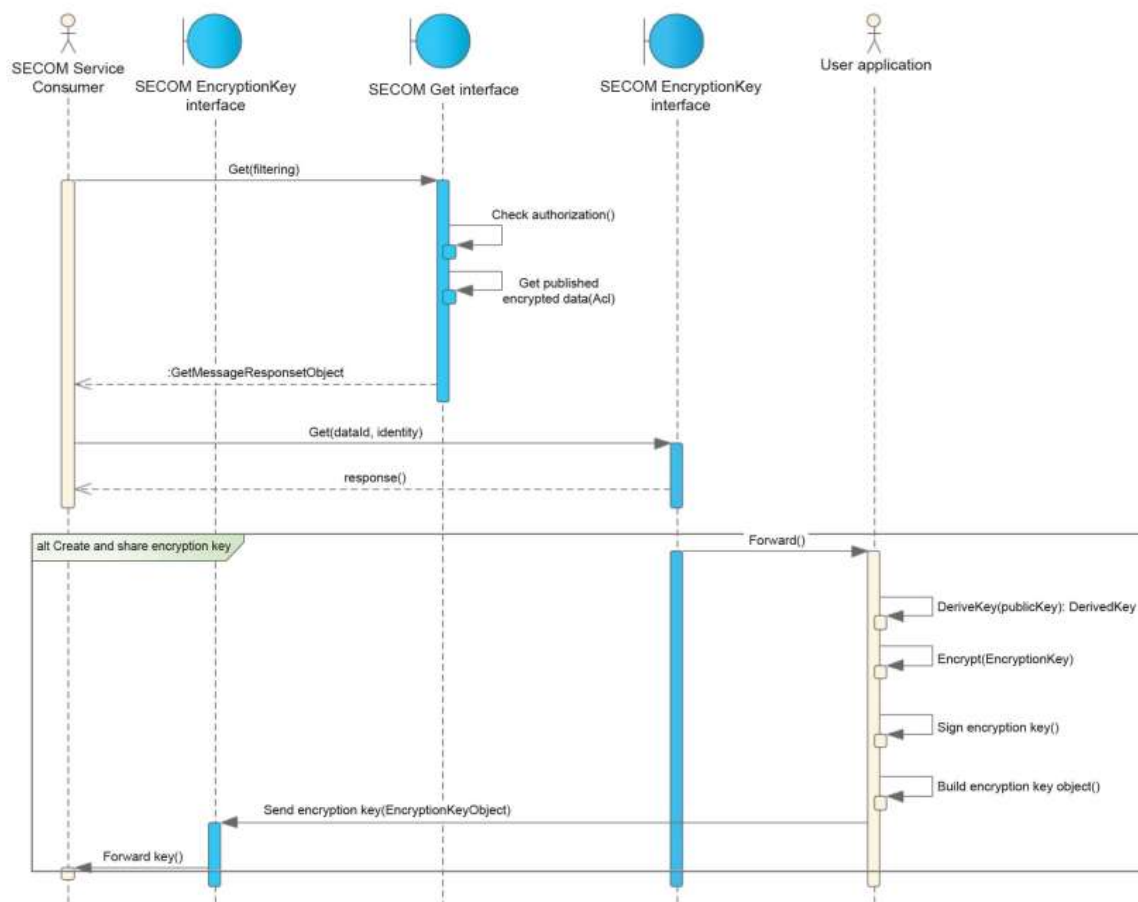 SECOM Service
Consumer
SECOM EncryptionKey
interface
SECOM Get interface
SECOM EncryptionKey
interface
User application
Get(filtering)
Check authorization()
Get published
encrypted data(Acl)
:GetMessageResponsetObject
Get(dataId, identity)
response()
alt Create and share encryption key
Forward()
DeriveKey(publicKey): DerivedKey
Encrypt(EncryptionKey)
Sign encryption key()
Build encryption key object()
Send encryption key(EncryptionKeyObject)
Forward key()